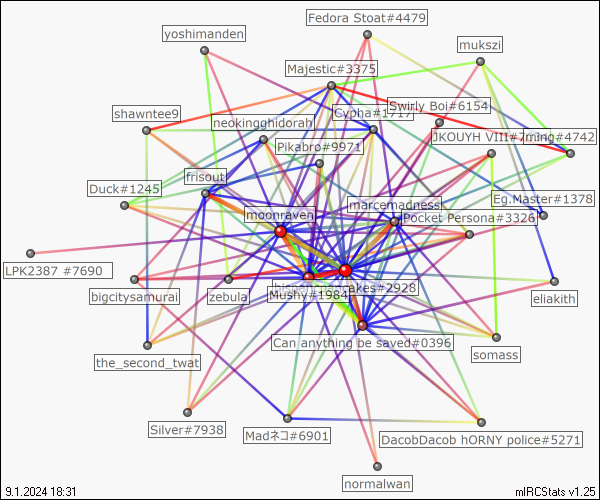 Fedora Stoat#4479
yoshimanden
mukszi
Majestic#3375
Swirly Boi#6154
shawntee9
neokingghidorah
Cypha#1717
JKOUYH VIII#7
ming#4742
Pikabro#9971
frisout
Duck#1245
Eg.Master#1378
marcemadness
moonraven
Pocket Persona#3326
LPK2387 #7690
cakes#2928
Mushy#1984
bigcitysamurai
zebula
eliakith
Can anything be saved#0396
the_second_twat
somass
Silver#7938
Madネコ#6901
DacobDacob hORNY police#5271
normalwan
9.1.2024 18:31
mIRCStats v1.25